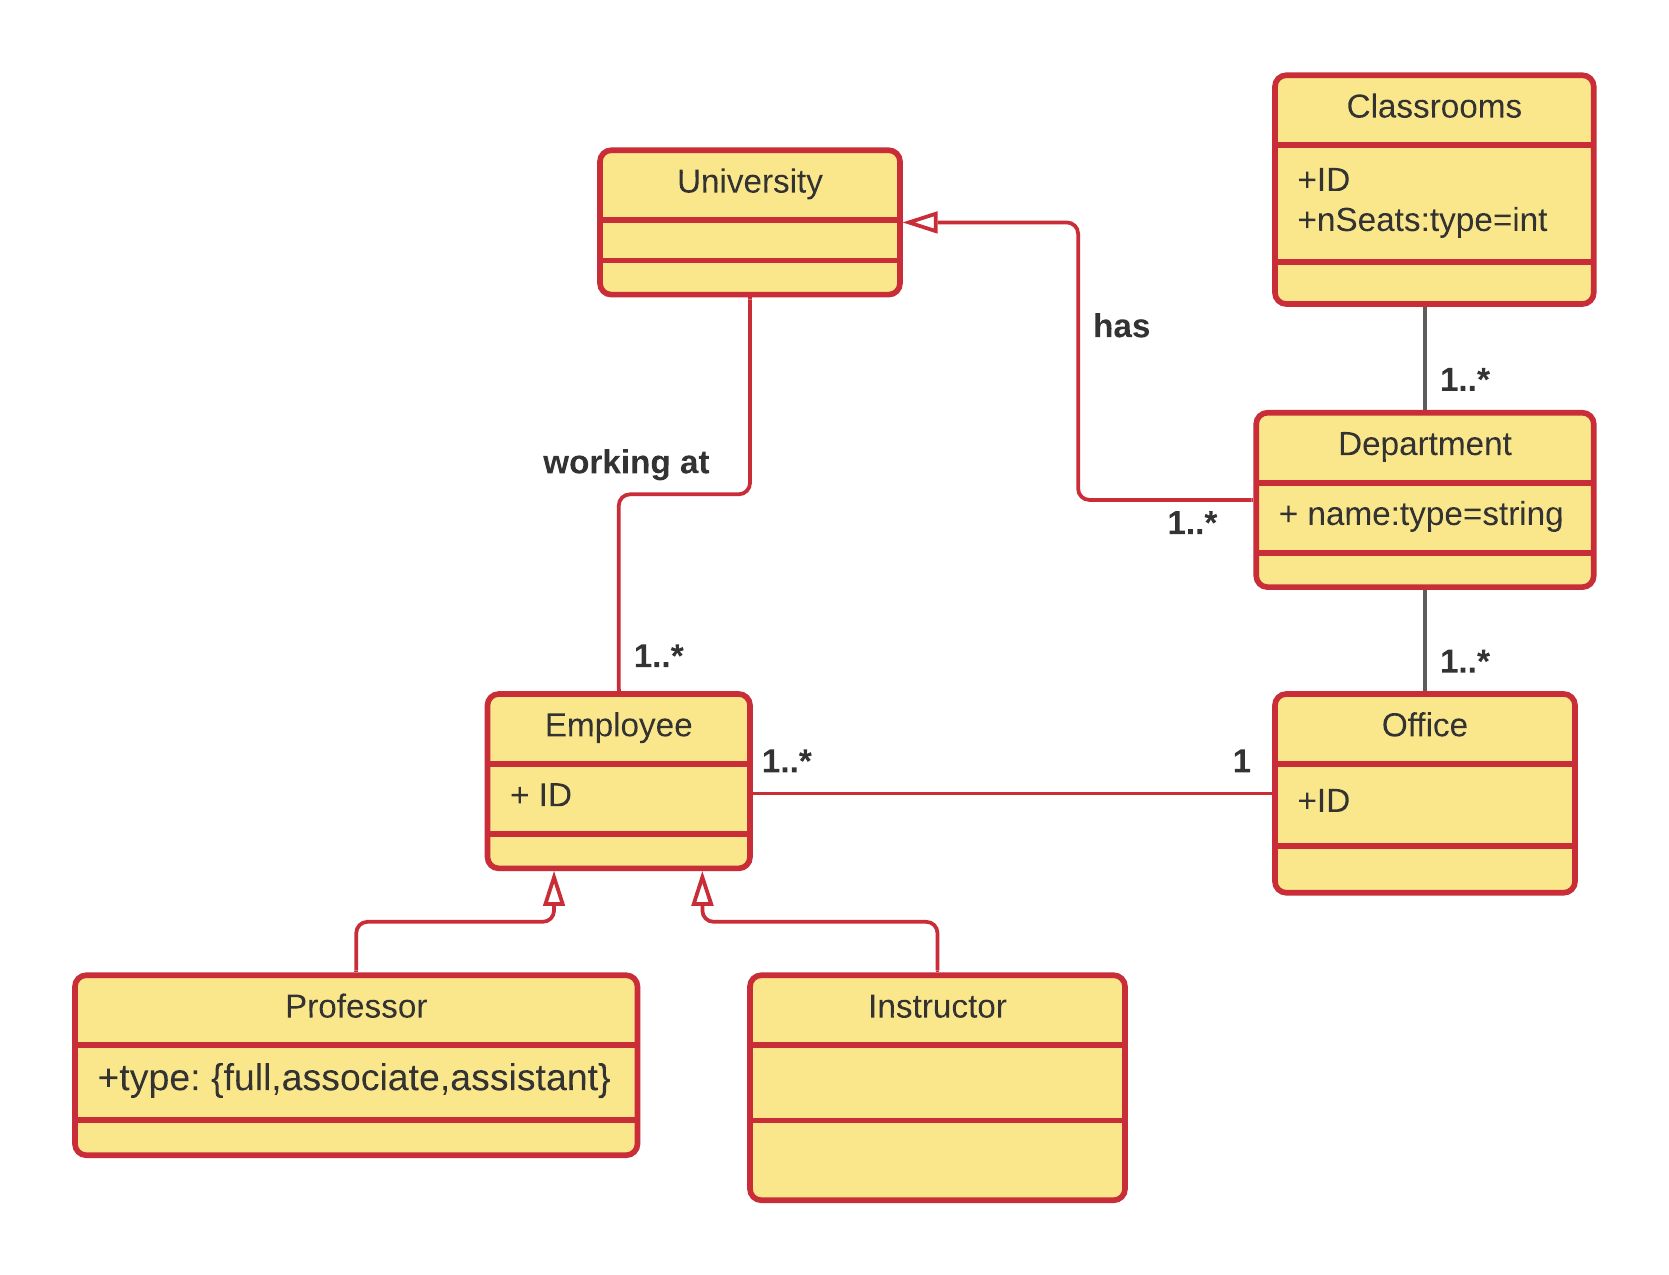 Classrooms
+ID
+nSeats:type=int
University
has
1..*
Department
+ name:type=string
working at
1..*
1..*
1..*
Employee
+ ID
1..*
1
Office
+ID
Professor
+type: {full,associate,assistant}
Instructor